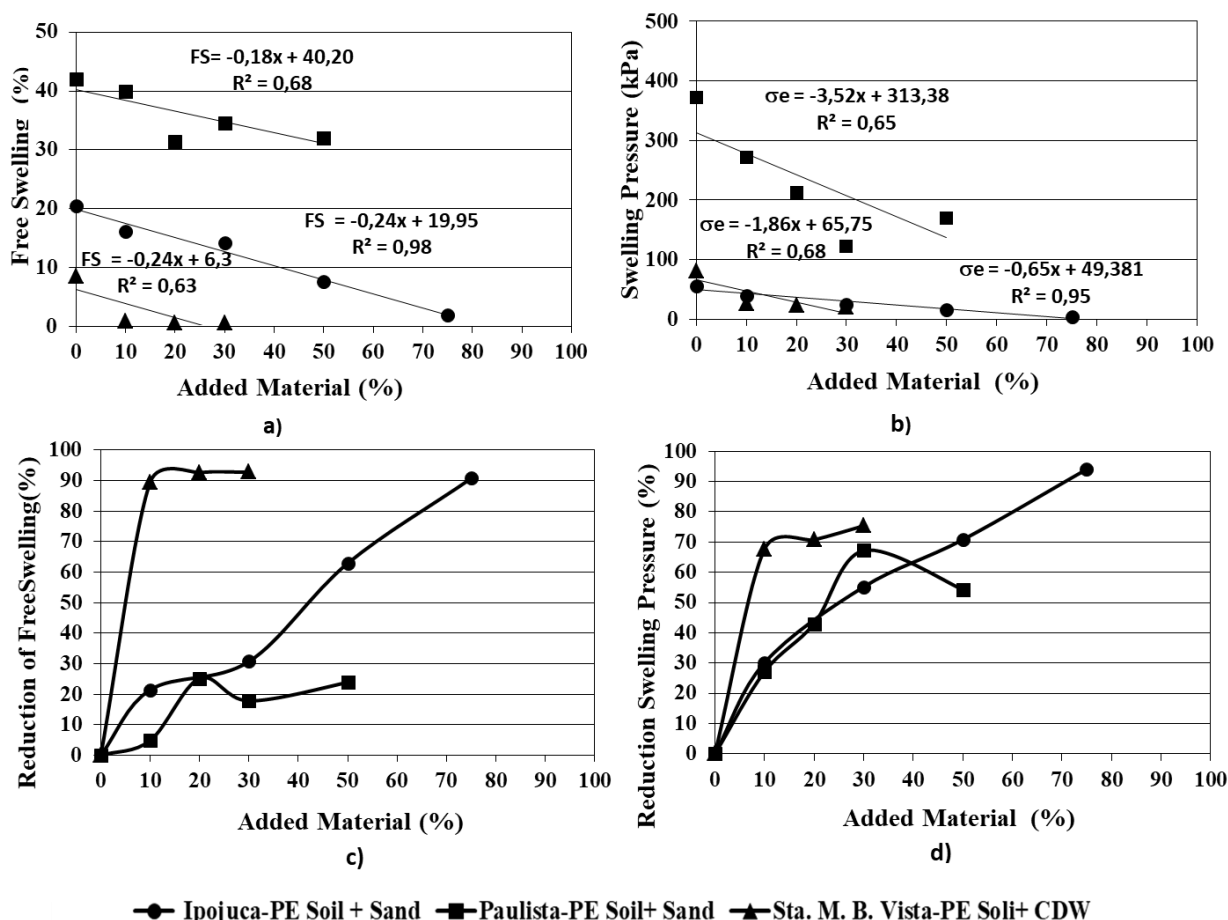 50
40
30
20
10
0
Free Swelling (%)
FS= -0,18x + 40,20
R² = 0,68
FS = -0,24x + 19,95
R² = 0,98
FS = -0,24x + 6,3
R² = 0,63
0 10 20 30 40 50 60 70 80 90 100
Added Material (%)
a)
500
400
300
200
100
0
Swelling Pressure (kPa)
σe = -3,52x + 313,38
R² = 0,65
σe = -1,86x + 65,75
R² = 0,68
σe = -0,65x + 49,381
R² = 0,95
0 10 20 30 40 50 60 70 80 90 100
Added Material (%)
b)
100
90
80
70
60
50
40
30
20
10
0
Reduction of FreeSwelling(%)
0 10 20 30 40 50 60 70 80 90 100
Added Material (%)
c)
100
90
80
70
60
50
40
30
20
10
0
Reduction Swelling Pressure (%)
0 10 20 30 40 50 60 70 80 90 100
Added Material (%)
d)
Ipojuca-PE Soil + Sand Paulista-PE Soil+ Sand Sta. M. B. Vista-PE Soli+ CDW